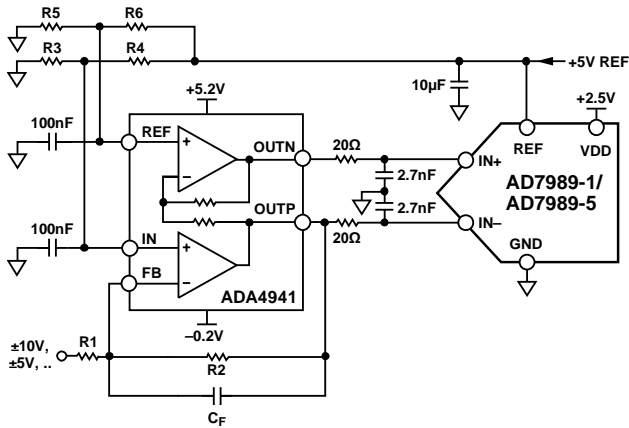 R5
R6
R3
R4
+5V REF
10µF
+5.2V
+2.5V
100nF
REF
OUTN
20Ω
REF
VDD
IN+
2.7nF
AD7989-1/
AD7989-5
2.7nF
OUTP
100nF
IN
20Ω
IN–
GND
FB
ADA4941
–0.2V
±10V,
±5V, ..
R1
R2
CF